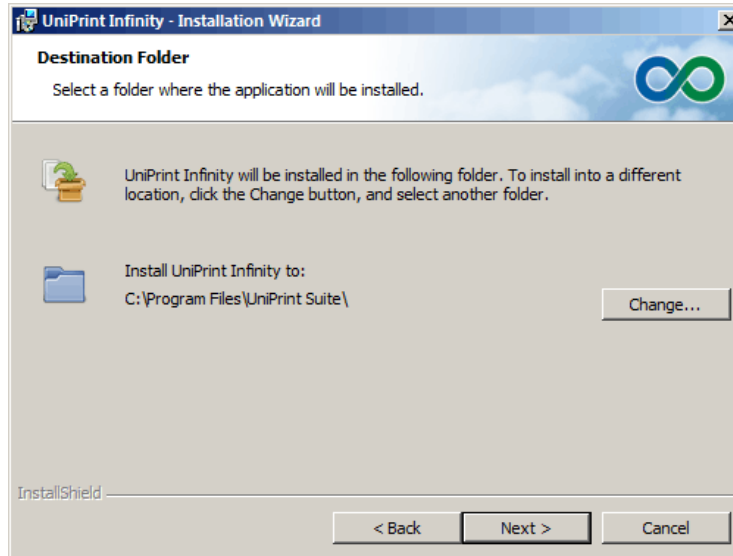 UniPrint Infinity - Installation Wizard
Destination Folder
Select a folder where the application will be installed.
UniPrint Infinity will be installed in the following folder. To install into a different
location, click the Change button, and select another folder.
Install UniPrint Infinity to:
C:\Program Files\UniPrint Suite\
Change...
InstallShield
< Back
Next >
Cancel